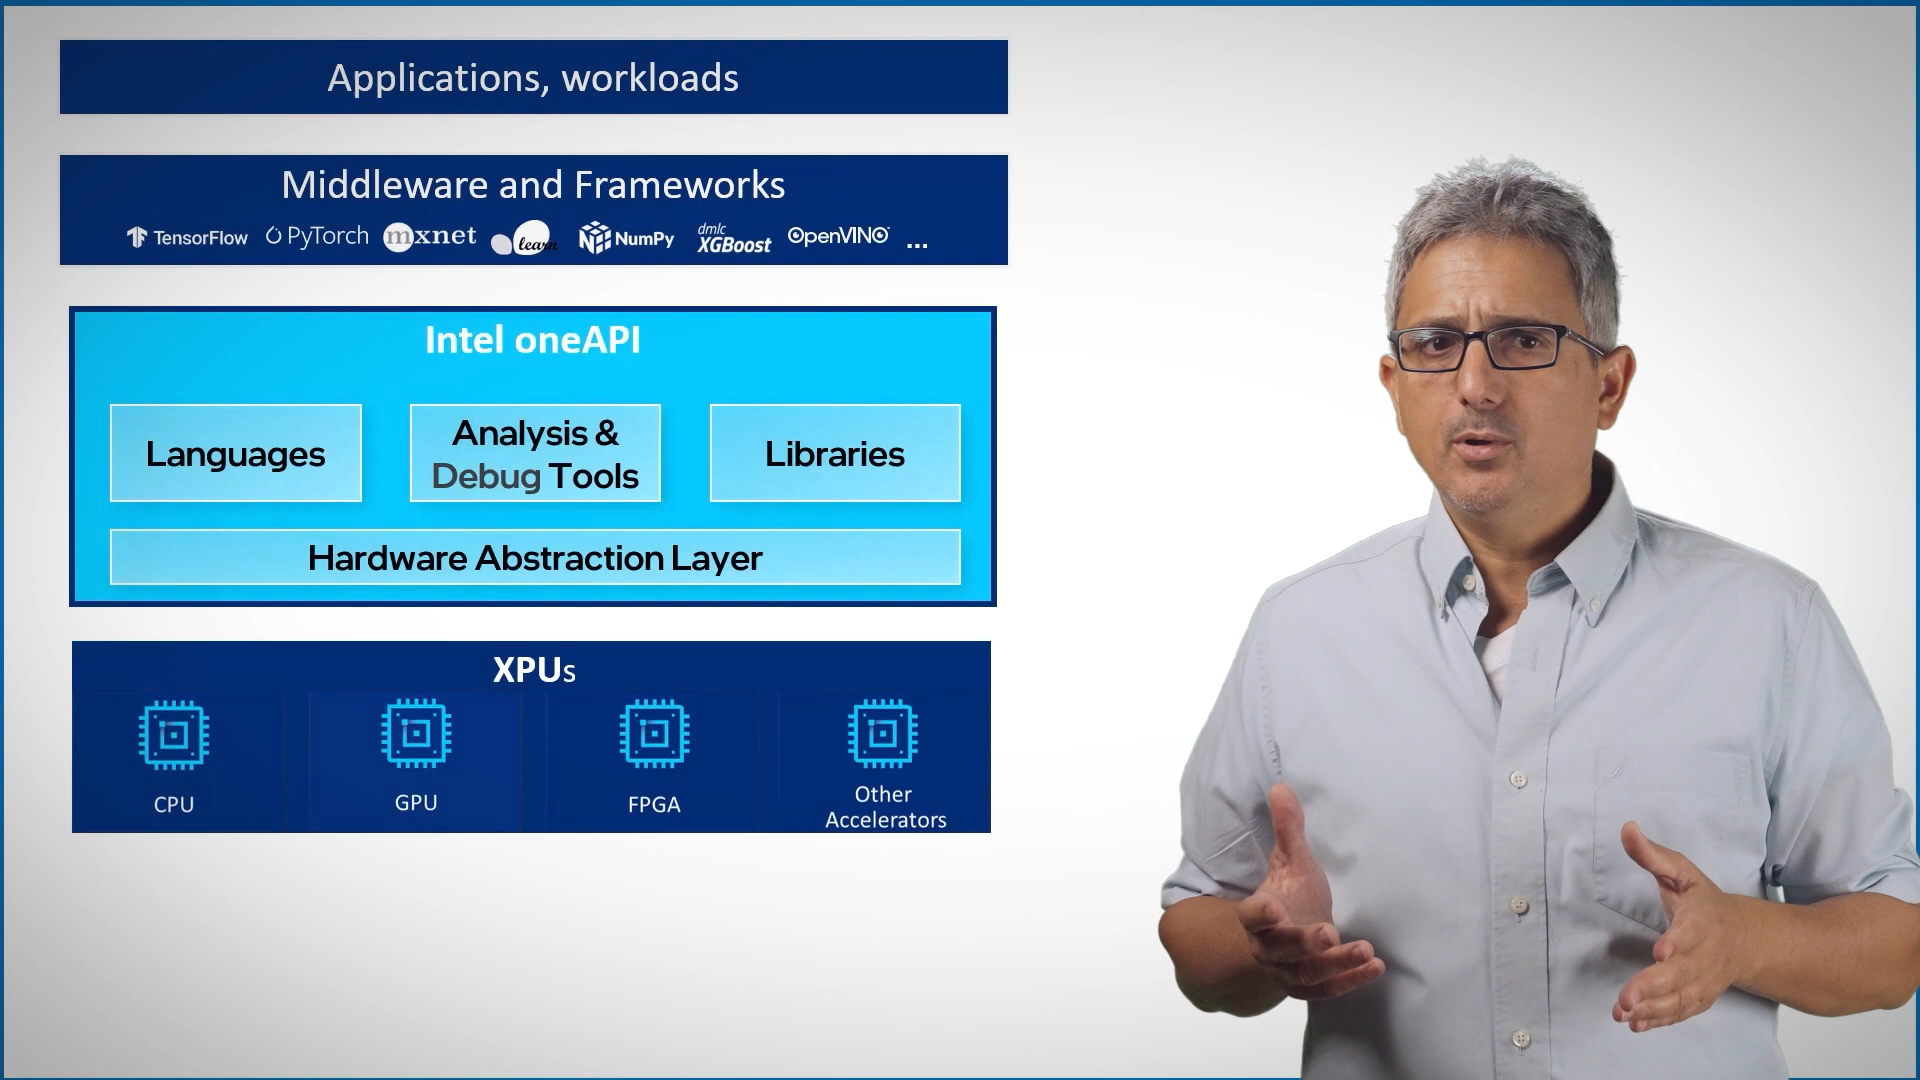 Applications, workloads
Middleware and Frameworks
TensorFlow PyTorch mxnet learn NumPy dmlc XGBoost OpenVINO ...
Intel oneAPI
Languages
Analysis &
Debug Tools
Libraries
Hardware Abstraction Layer
XPUs
CPU
GPU
FPGA
Other
Accelerators